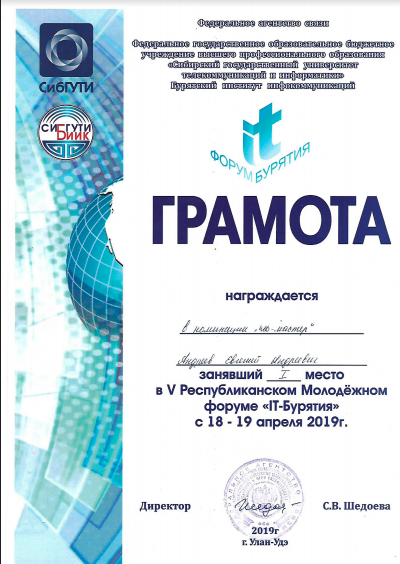 Федеральное агентство связи
Федеральное государственное образовательное бюджетное
учреждение высшего профессионального образования
«Сибирский государственный университет
телекоммуникаций и информатики»
Бурятский институт инфокоммуникаций
СибГУТИ
СИБГУТИ
БИИК
it
ФОРУМ БУРЯТИЯ
ГРАМОТА
награждается
в номинации „web-мастер“
Андреев Евгений Андреевич
занявший I место
в V Республиканском Молодёжном
форуме «IT-Бурятия»
с 18 - 19 апреля 2019г.
Директор С.В. Шедоева
2019г
г. Улан-Удэ